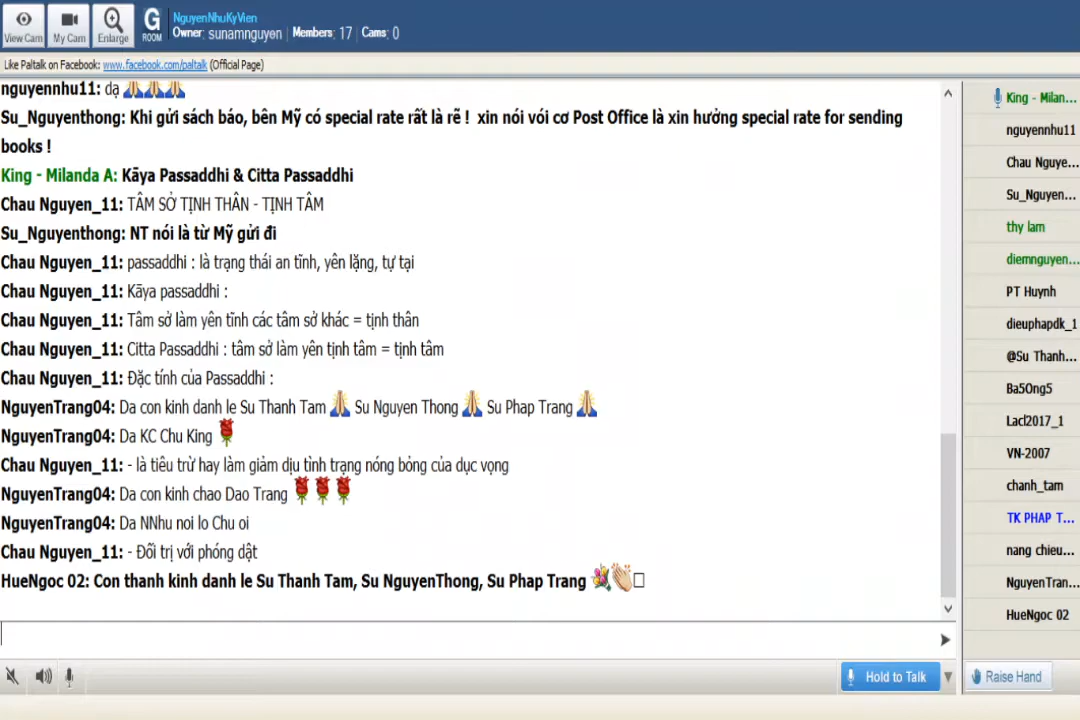 View Cam
My Cam
Enlarge
G
ROOM
NguyenNhuKyVien
Owner: sunamnguyen | Members: 17 | Cams: 0
Like Paltalk on Facebook: www.facebook.com/paltalk (Official Page)
nguyennhu11: dạ
Su_Nguyenthong: Khi gửi sách báo, bên Mỹ có special rate rất là rẽ ! xin nói vói cơ Post Office là xin hưởng special rate for sending
books !
King - Milanda A: Kāya Passaddhi & Citta Passaddhi
Chau Nguyen_11: TÂM SỞ TỊNH THÂN - TỊNH TÂM
Su_Nguyenthong: NT nói là từ Mỹ gửi đi
Chau Nguyen_11: passaddhi : là trạng thái an tĩnh, yên lặng, tự tại
Chau Nguyen_11: Kāya passaddhi :
Chau Nguyen_11: Tâm sở làm yên tĩnh các tâm sở khác = tịnh thân
Chau Nguyen_11: Citta Passaddhi : tâm sở làm yên tịnh tâm = tịnh tâm
Chau Nguyen_11: Đặc tính của Passaddhi :
NguyenTrang04: Da con kinh danh le Su Thanh Tam Su Nguyen Thong Su Phap Trang
NguyenTrang04: Da KC Chu King
Chau Nguyen_11: - là tiêu trừ hay làm giảm dịu tình trạng nóng bỏng của dục vọng
NguyenTrang04: Da con kinh chao Dao Trang
NguyenTrang04: Da NNhu noi lo Chu oi
Chau Nguyen_11: - Đối trị với phóng dật
HueNgoc 02: Con thanh kinh danh le Su Thanh Tam, Su NguyenThong, Su Phap Trang
King - Milan...
nguyennhu11
Chau Nguye...
Su_Nguyen...
thy lam
diemnguyen...
PT Huynh
dieuphapdk_1
@Su Thanh...
Ba5Ong5
Lacl2017_1
VN-2007
chanh_tam
TK PHAP T...
nang chieu...
NguyenTran...
HueNgoc 02
Hold to Talk
Raise Hand